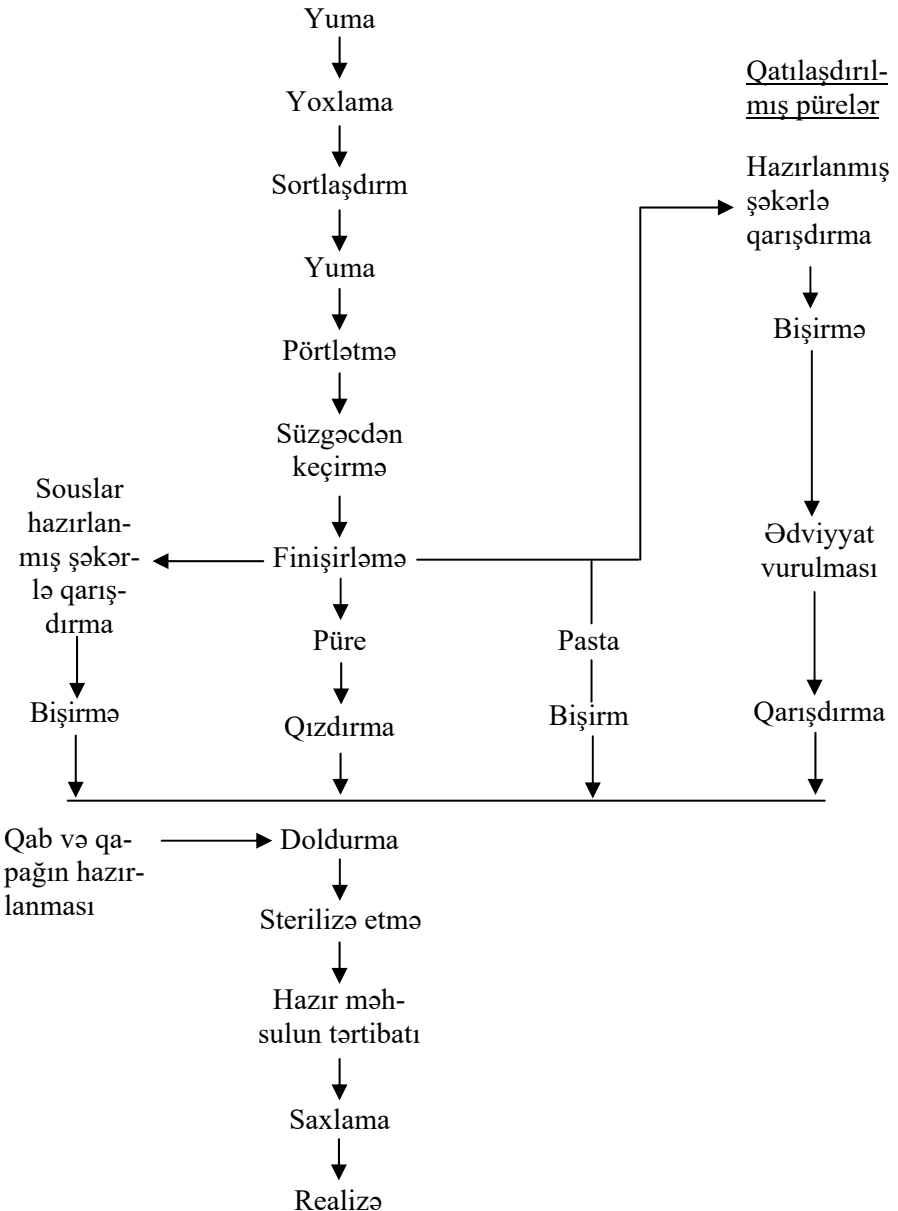 Yuma
Yoxlama
Sortlaşdırm
Yuma
Pörtlətmə
Süzgəcdən
keçirmə
Finişirləmə
Souslar
hazırlan-
mış şəkər-
lə qarış-
dırma
Bişirmə
Püre
Qızdırma
Pasta
Bişirm
Qatılaşdırıl-
mış pürelər
Hazırlanmış
şəkərlə
qarışdırma
Bişirmə
Ədviyyat
vurulması
Qarışdırma
Qab və qa-
pağın hazır-
lanması
Doldurma
Sterilizə etmə
Hazır məh-
sulun tərtibatı
Saxlama
Realizə